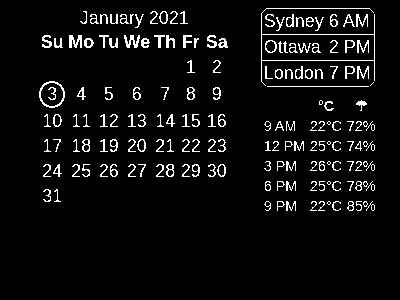 January 2021
Su Mo Tu We Th Fr Sa
1 2
3 4 5 6 7 8 9
10 11 12 13 14 15 16
17 18 19 20 21 22 23
24 25 26 27 28 29 30
31
Sydney 6 AM
Ottawa 2 PM
London 7 PM
°C ☂
9 AM 22°C 72%
12 PM 25°C 74%
3 PM 26°C 72%
6 PM 25°C 78%
9 PM 22°C 85%